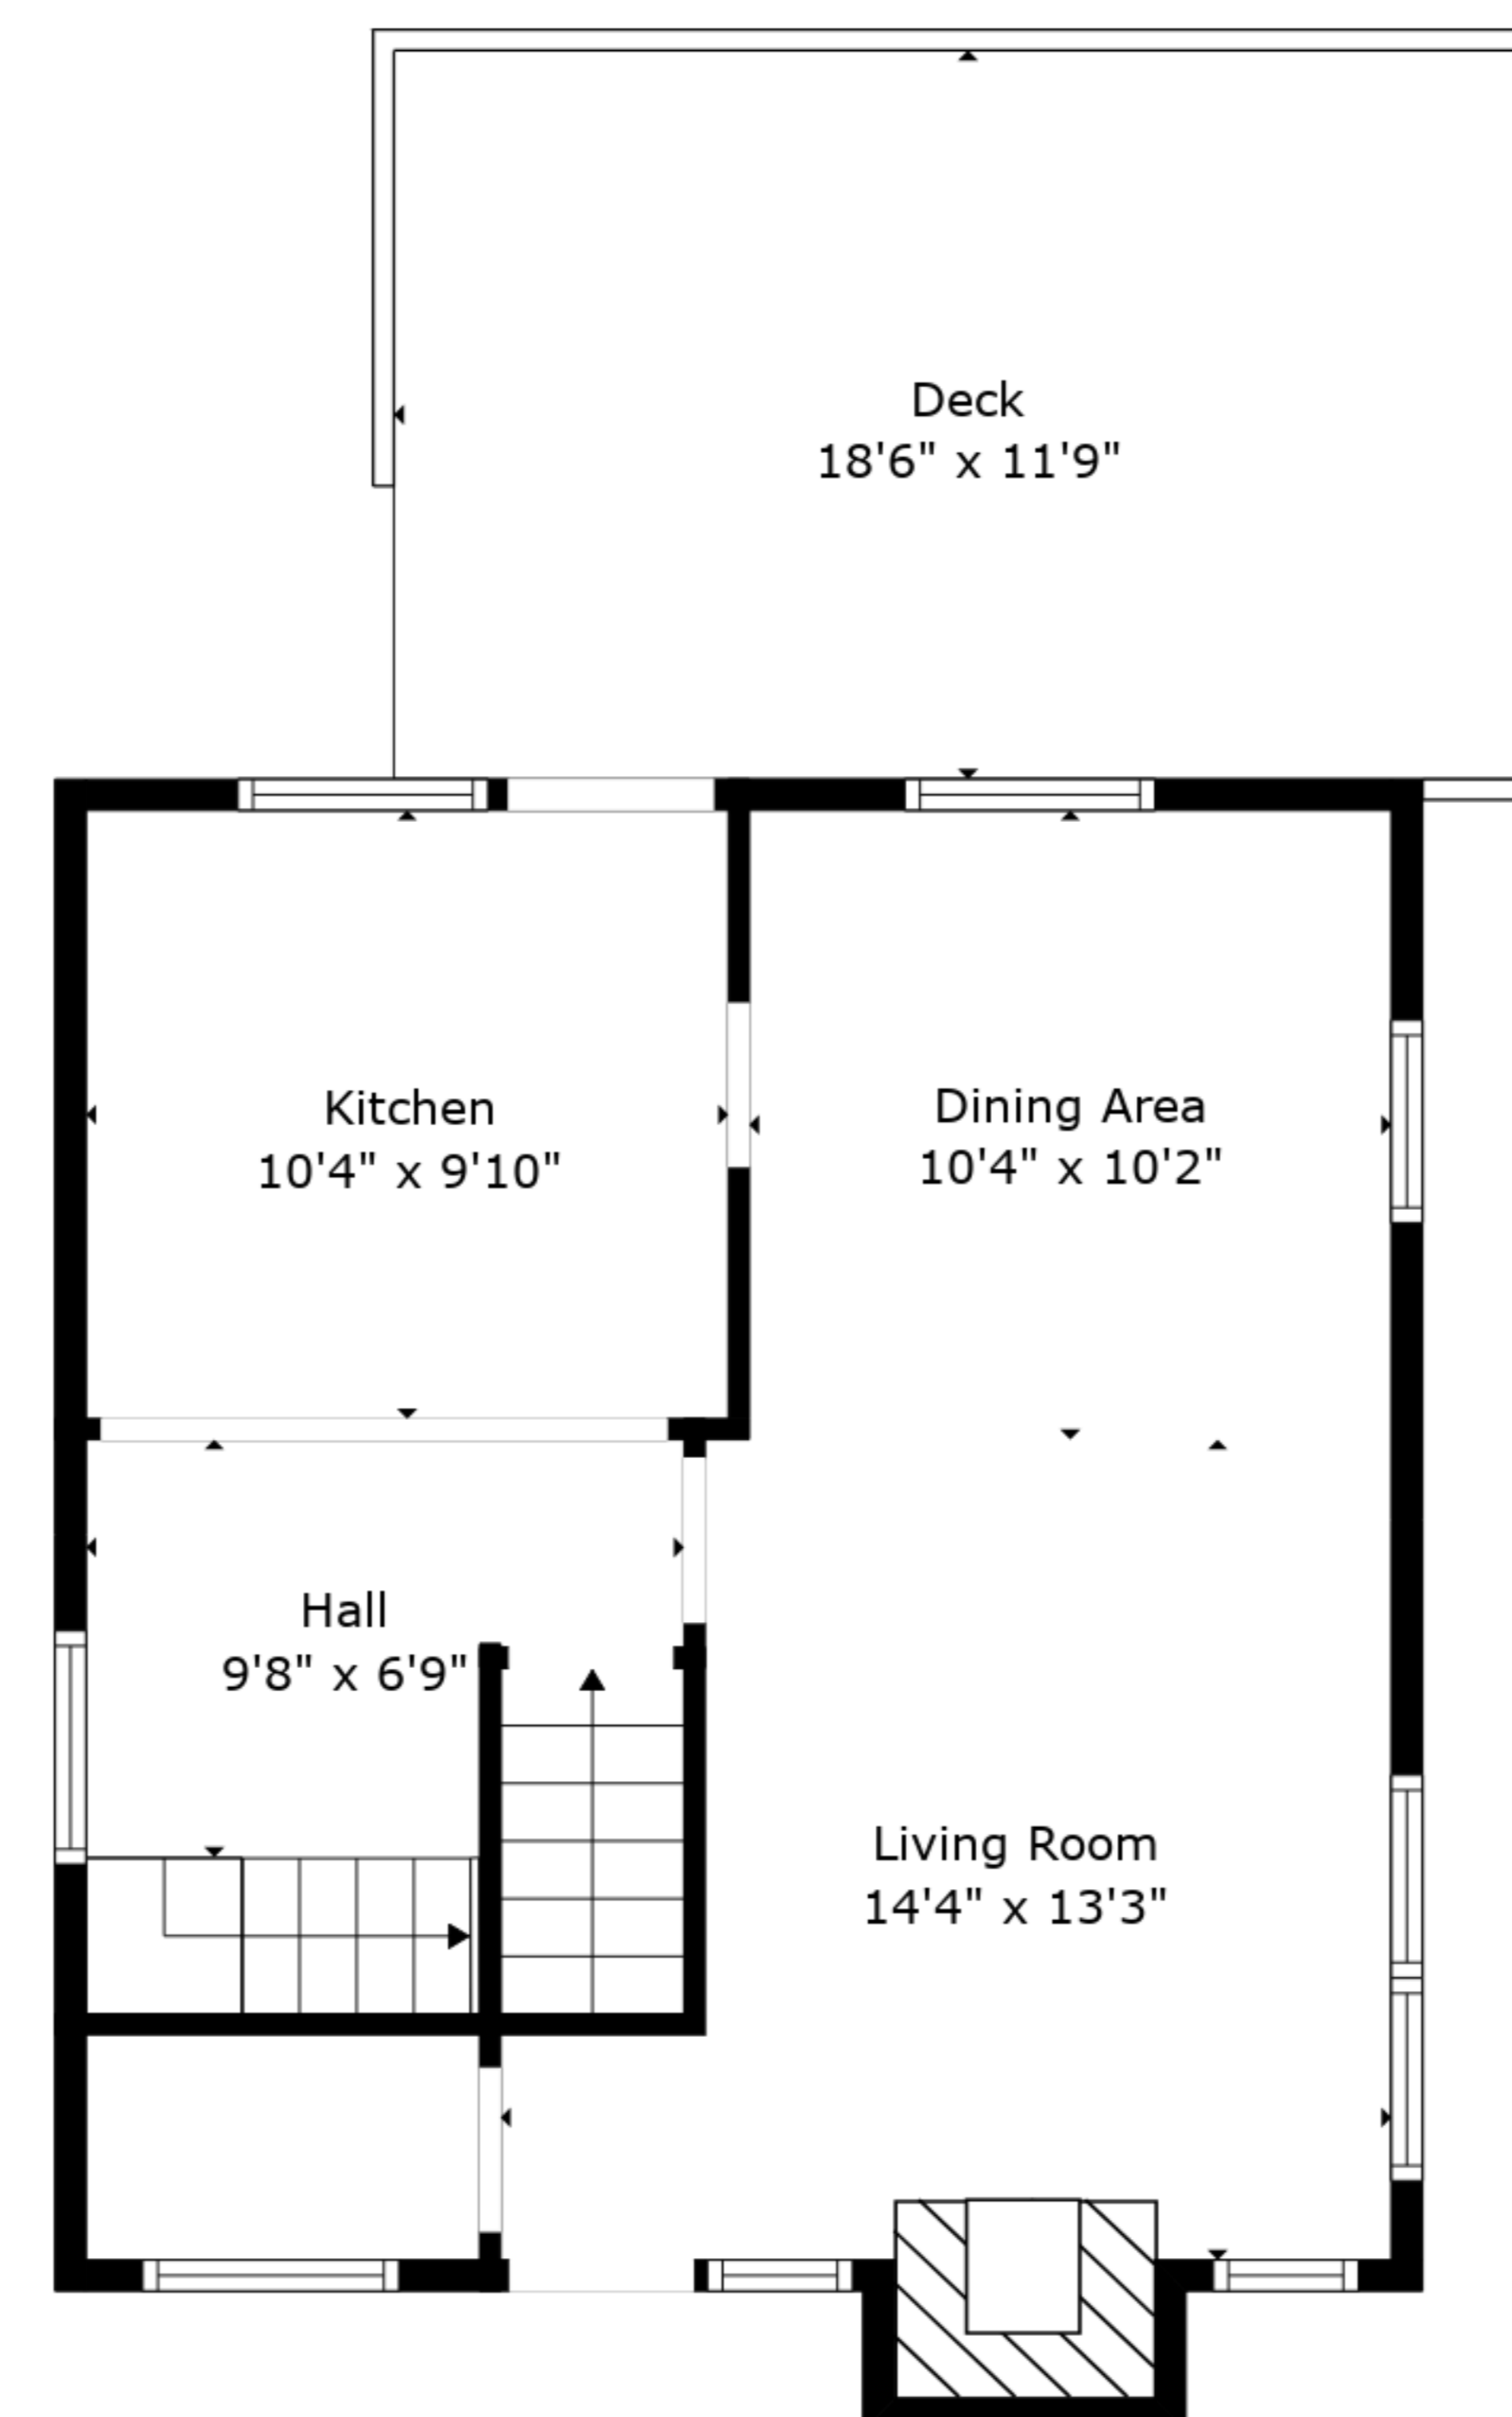 Deck
18'6" x 11'9"
Kitchen
10'4" x 9'10"
Dining Area
10'4" x 10'2"
Hall
9'8" x 6'9"
Living Room
14'4" x 13'3"